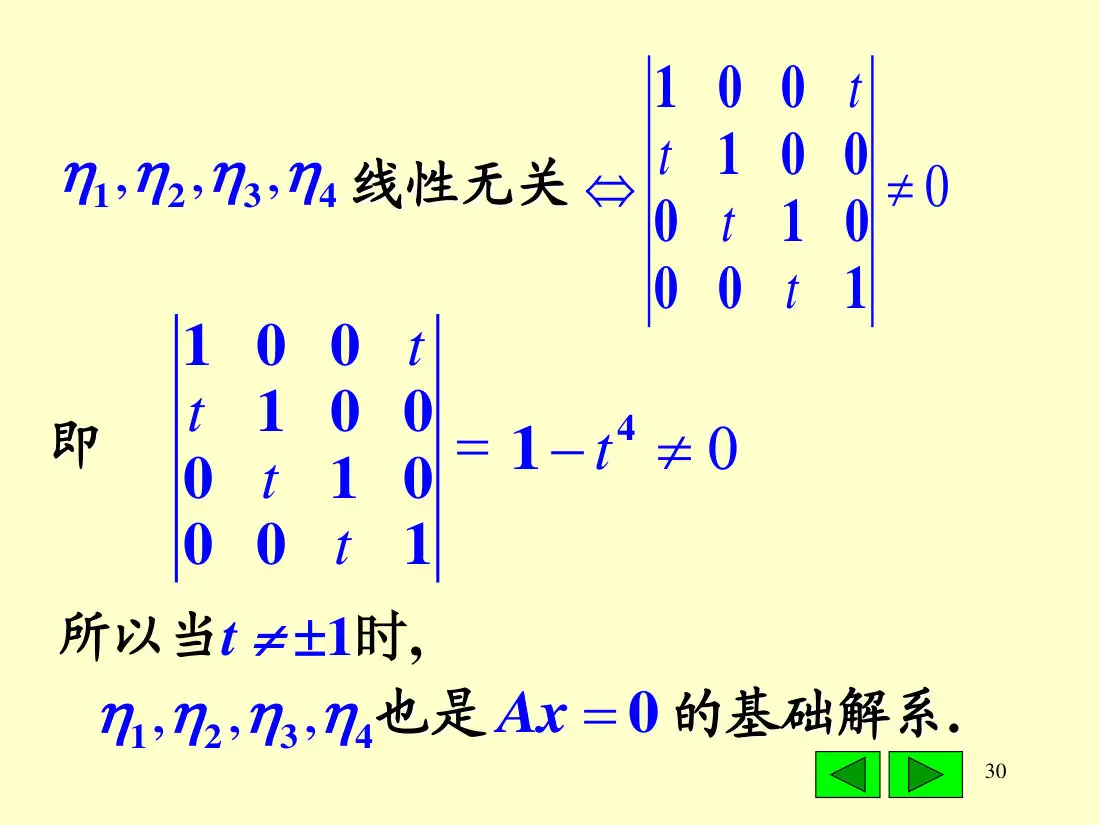 η₁,η₂,η₃,η₄ 线性无关 ⇔ |1 0 0 t; t 1 0 0; 0 t 1 0; 0 0 t 1| ≠ 0
即 |1 0 0 t; t 1 0 0; 0 t 1 0; 0 0 t 1| = 1 − t⁴ ≠ 0
所以当 t ≠ ±1时,
η₁,η₂,η₃,η₄也是 Ax = 0 的基础解系.
30